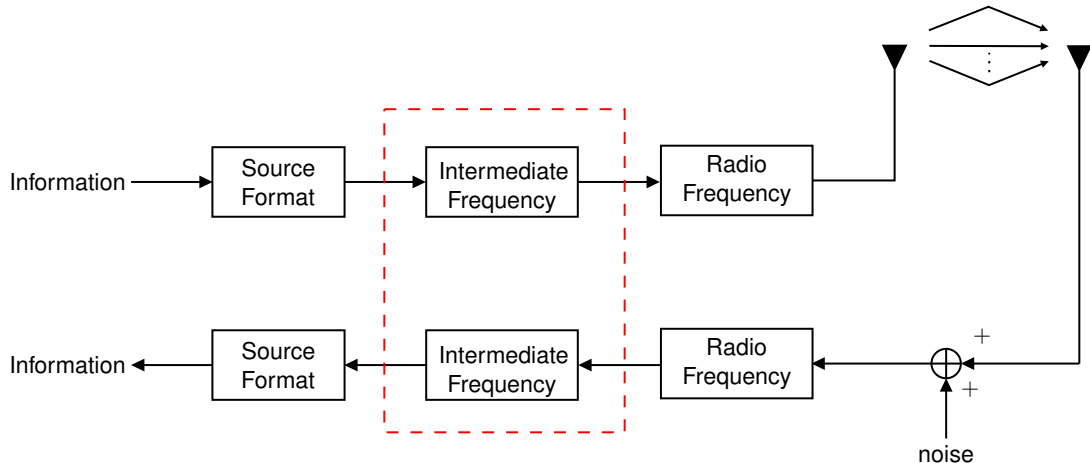 Information
Source
Format
Intermediate
Frequency
Radio
Frequency
Information
Source
Format
Intermediate
Frequency
Radio
Frequency
+
+
noise